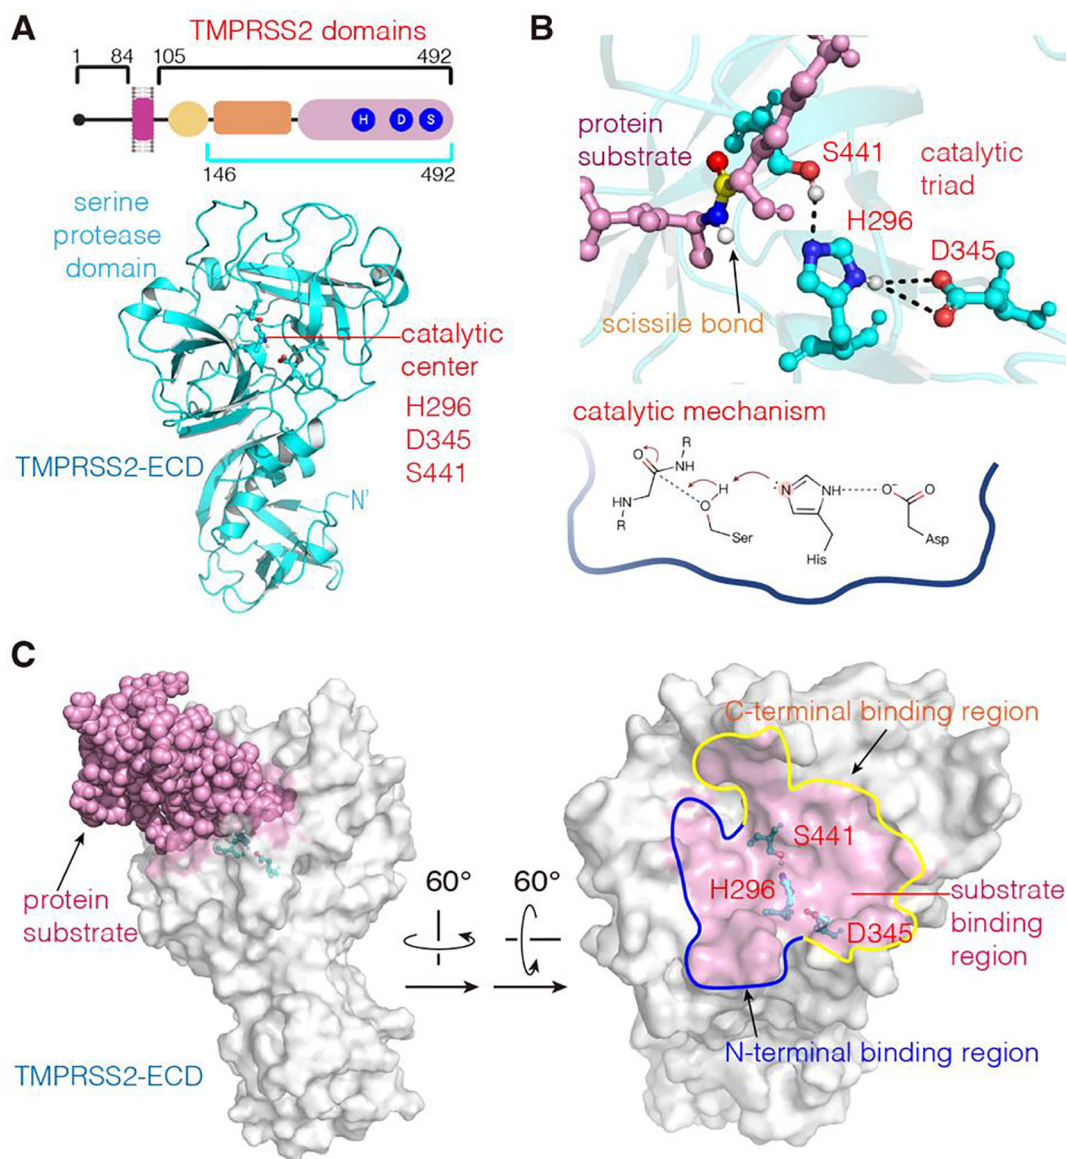 A
TMPRSS2 domains
1 84 105 492
H D S
146 492
serine
protease
domain
catalytic
center
H296
D345
S441
TMPRSS2-ECD
N'
B
protein
substrate
S441
catalytic
triad
H296
D345
scissile bond
catalytic mechanism
R
O
NH
H
N
NH
O⁻
O
HN
O
R
Ser
His
Asp
C
protein
substrate
60°
60°
TMPRSS2-ECD
C-terminal binding region
S441
H296
D345
substrate
binding
region
N-terminal binding region